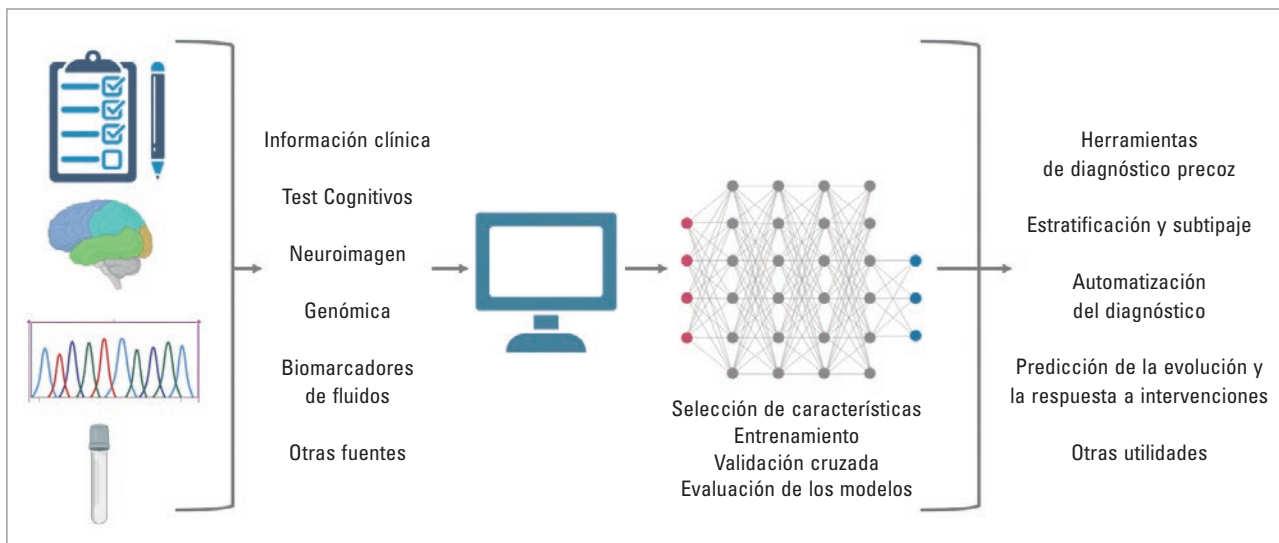 Información clínica
Test Cognitivos
Neuroimagen
Genómica
Biomarcadores
de fluidos
Otras fuentes
Selección de características
Entrenamiento
Validación cruzada
Evaluación de los modelos
Herramientas
de diagnóstico precoz
Estratificación y subtipaje
Automatización
del diagnóstico
Predicción de la evolución y
la respuesta a intervenciones
Otras utilidades